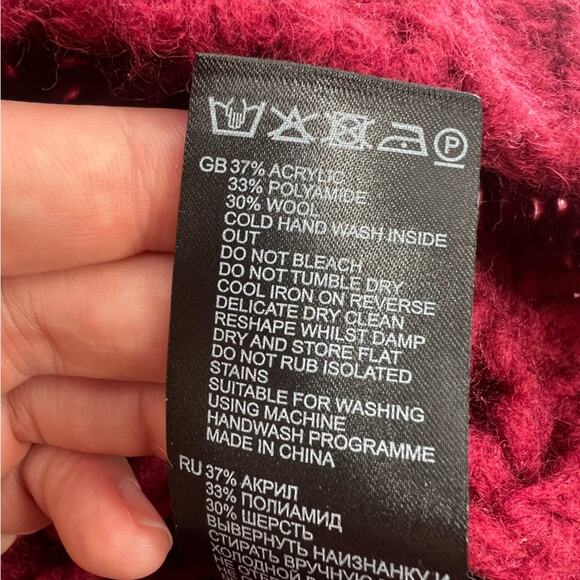 P
GB 37% ACRYLIC
33% POLYAMIDE
30% WOOL
COLD HAND WASH INSIDE
OUT
DO NOT BLEACH
DO NOT TUMBLE DRY
COOL IRON ON REVERSE
DELICATE DRY CLEAN
RESHAPE WHILST DAMP
DRY AND STORE FLAT
DO NOT RUB ISOLATED
STAINS
SUITABLE FOR WASHING
USING MACHINE
HANDWASH PROGRAMME
MADE IN CHINA
RU 37% АКРИЛ
33% ПОЛИАМИД
30% ШЕРСТЬ
ВЫВЕРНУТЬ НАИЗНАНКУ И
СТИРАТЬ ВРУЧНУЮ
ХОЛОДНОЙ